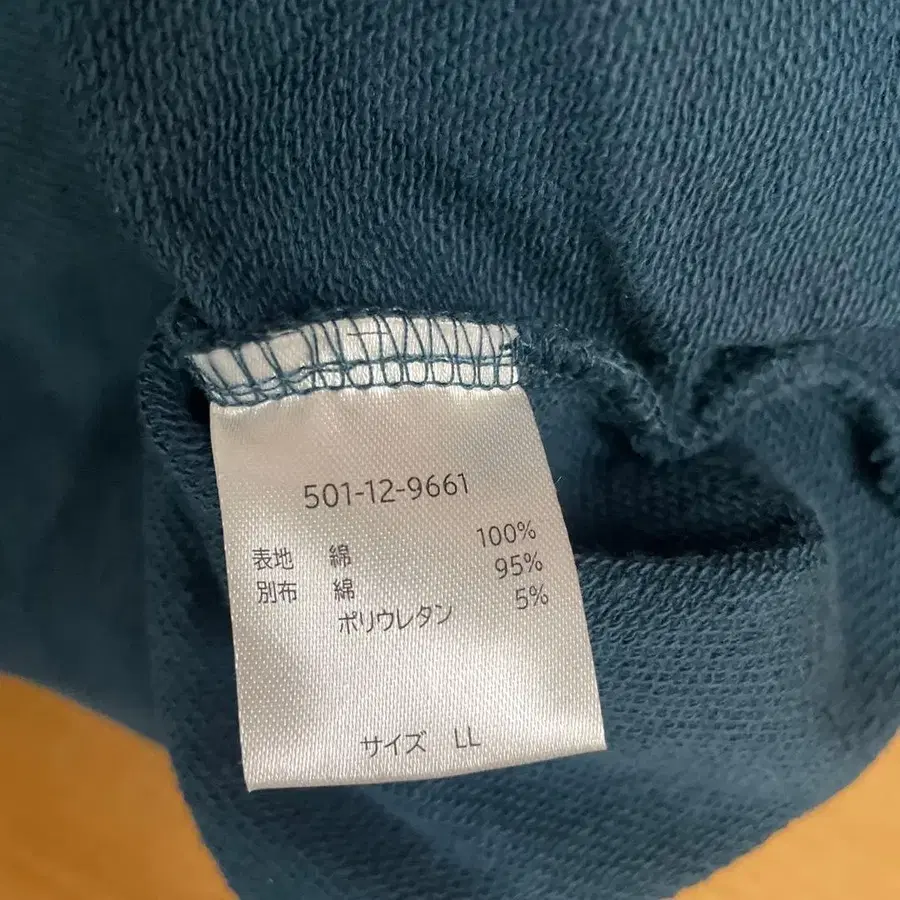 501-12-9661
表地 綿 100%
別布 綿 95%
ポリウレタン 5%
サイズ LL